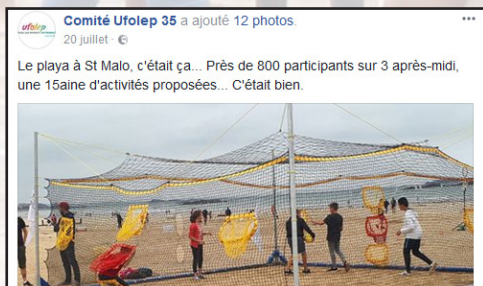 ufolep
Comité Ufolep 35 a ajouté 12 photos.
20 juillet ·
Le playa à St Malo, c'était ça... Près de 800 participants sur 3 après-midi,
une 15aine d'activités proposées... C'était bien.